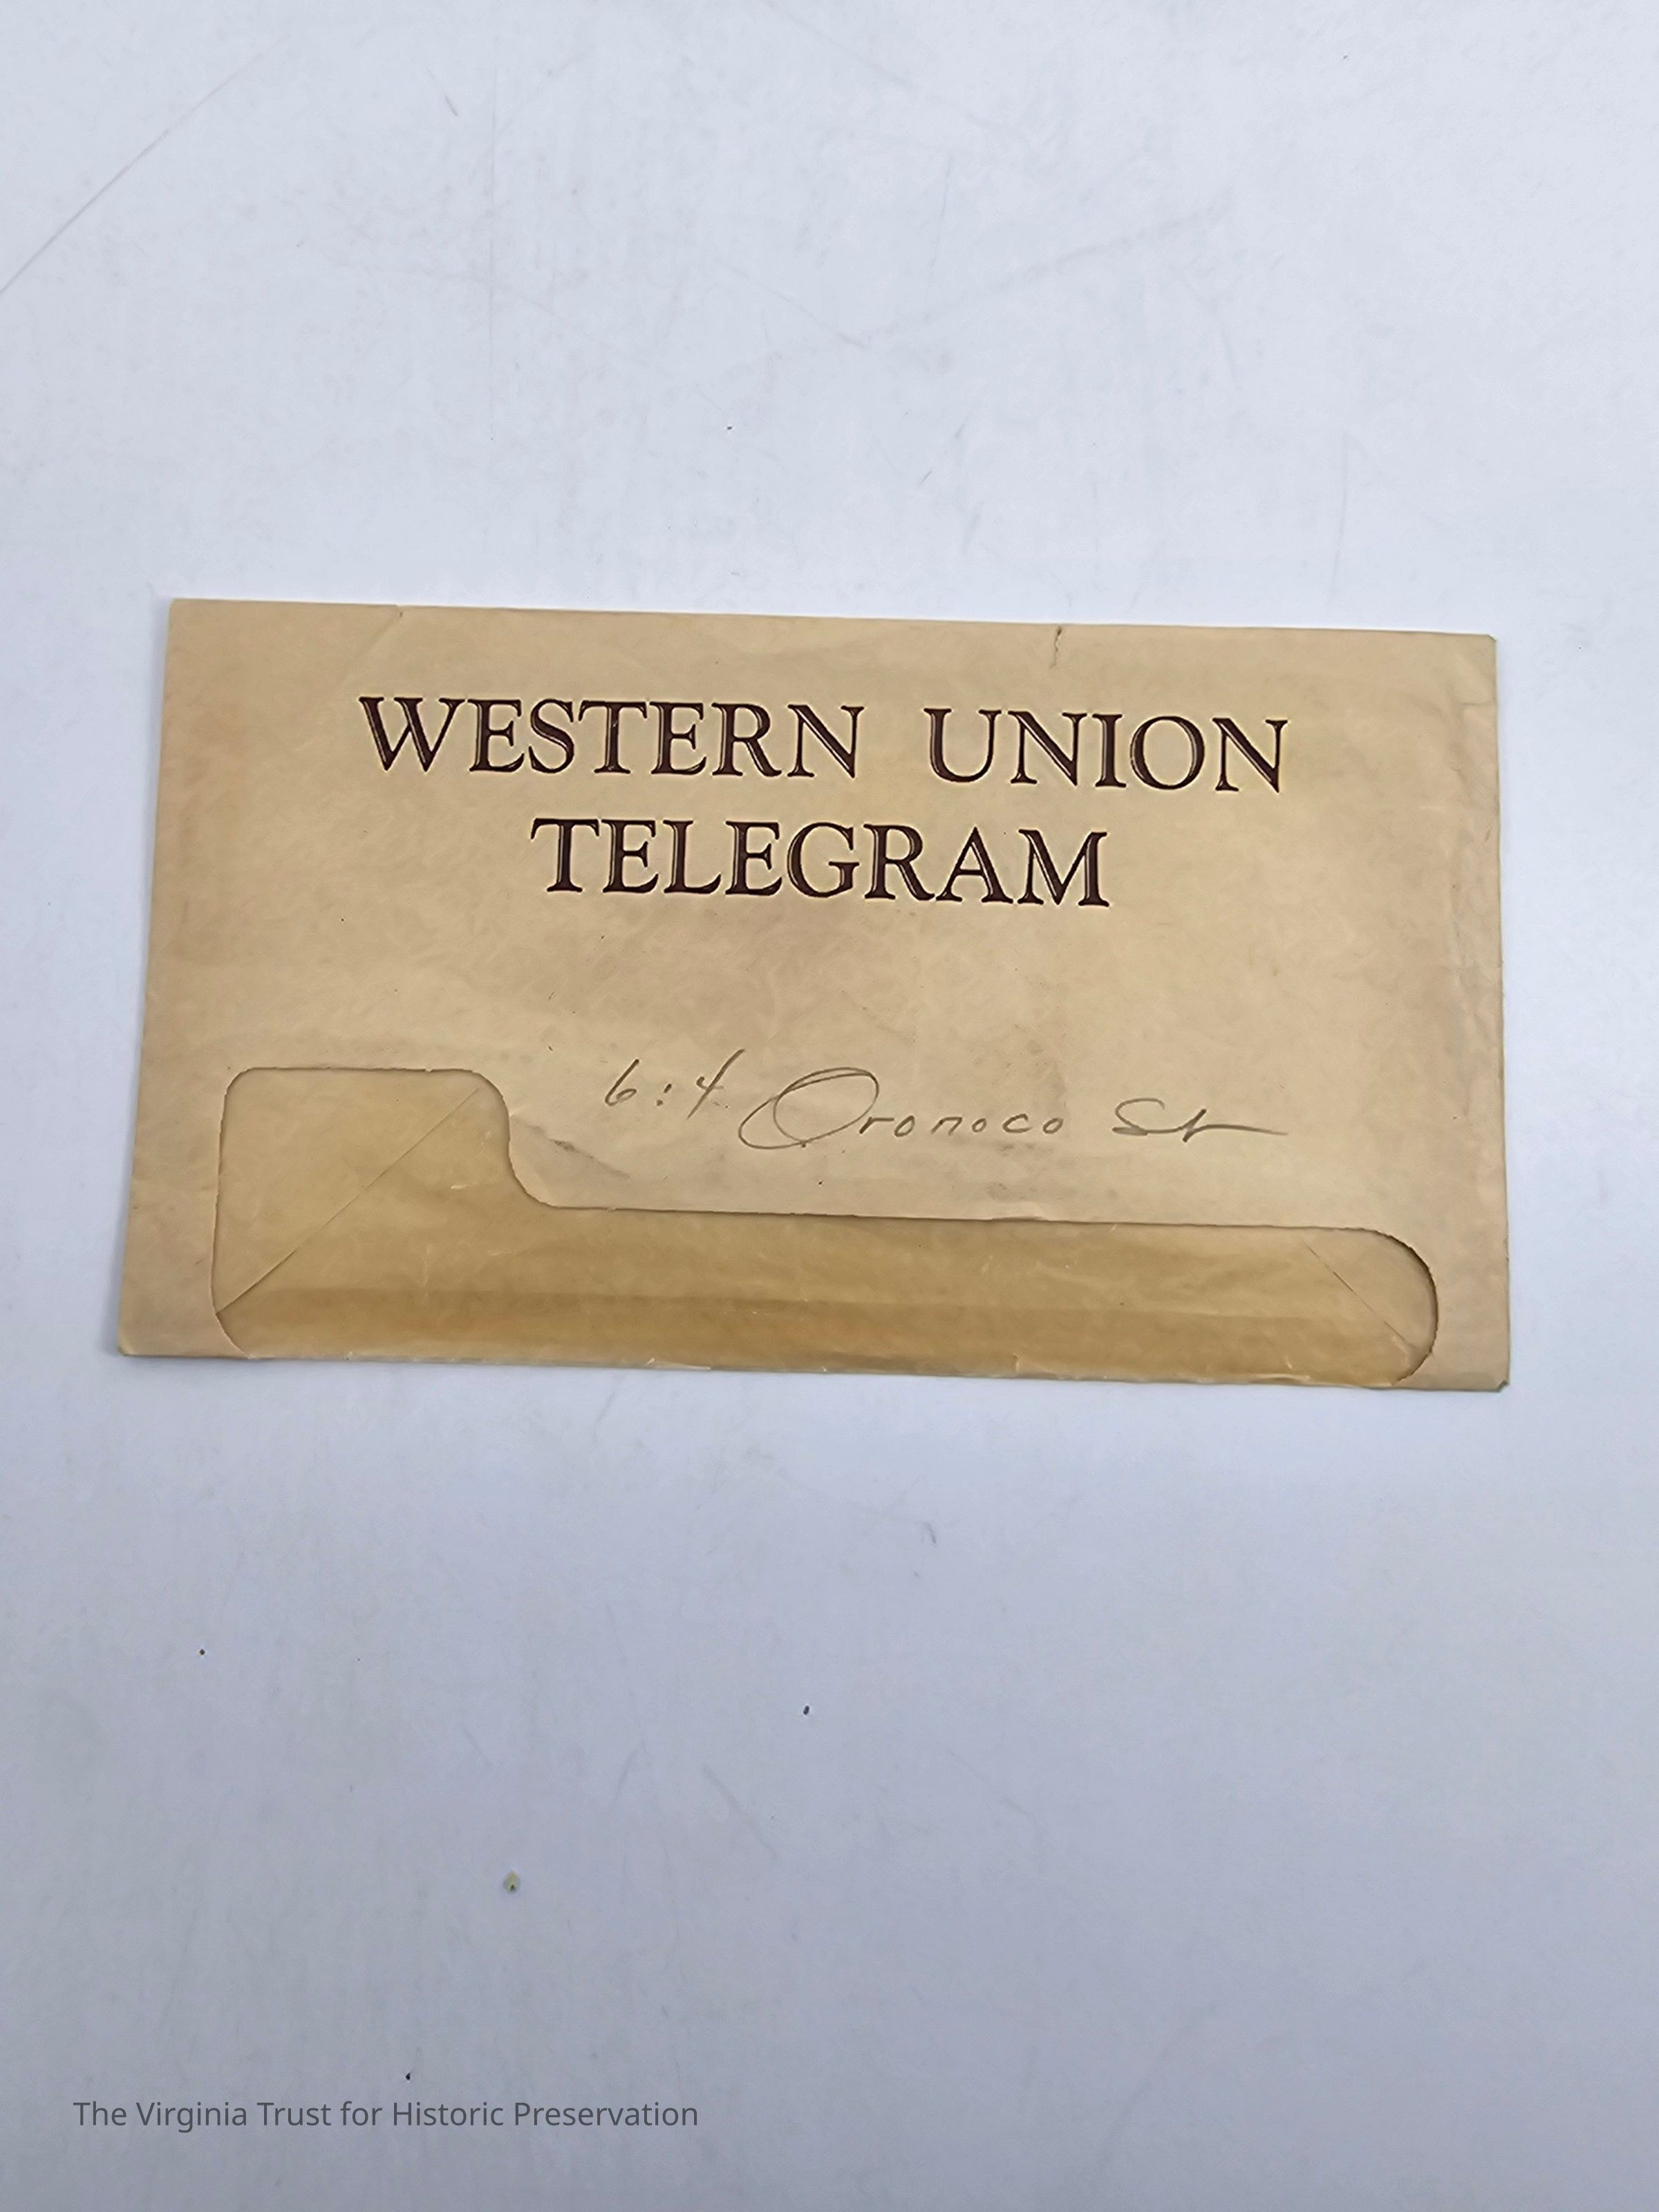 WESTERN UNION
TELEGRAM
6:4 Oronoco St
The Virginia Trust for Historic Preservation